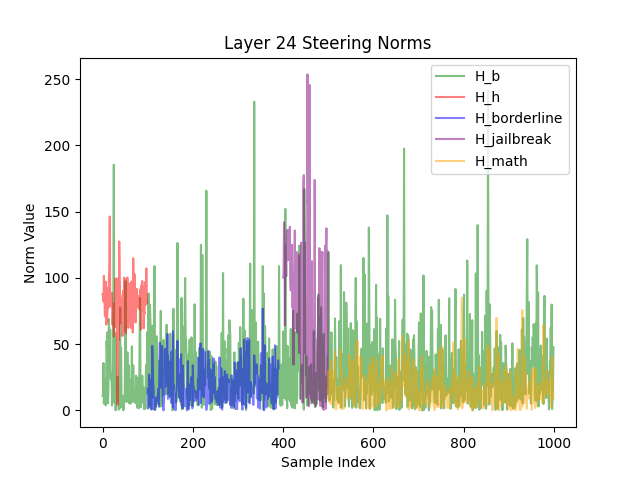 Layer 24 Steering Norms
H_b
H_h
H_borderline
H_jailbreak
H_math
Norm Value
250
200
150
100
50
0
0 200 400 600 800 1000
Sample Index